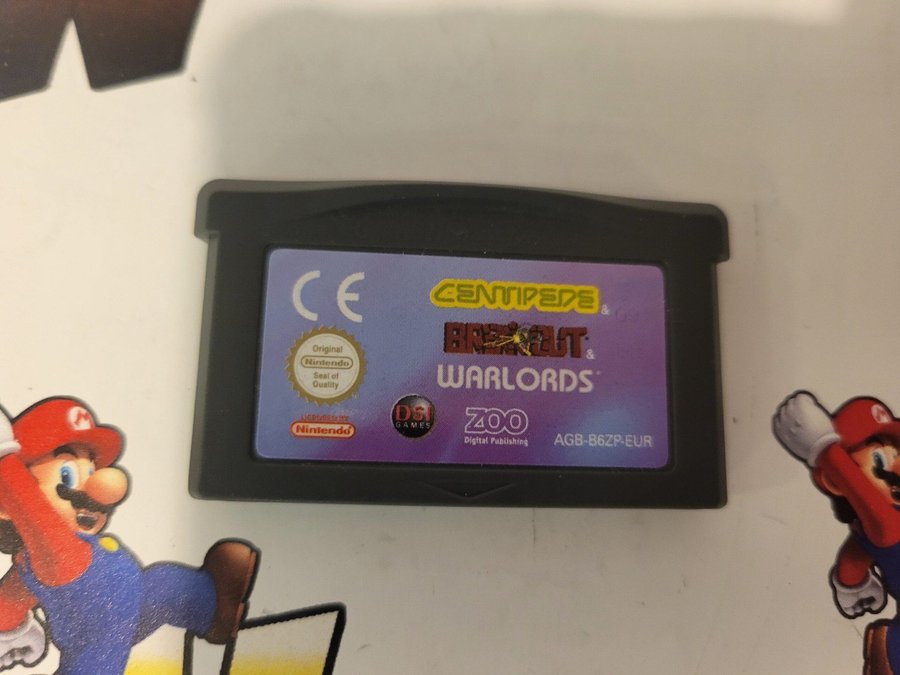 CE
CENTIPEDE &
BREAKOUT &
WARLORDS
Original
Nintendo
Seal of
Quality
LICENSED BY
Nintendo
DSI
GAMES
ZOO
Digital Publishing
AGB-B6ZP-EUR
M
M